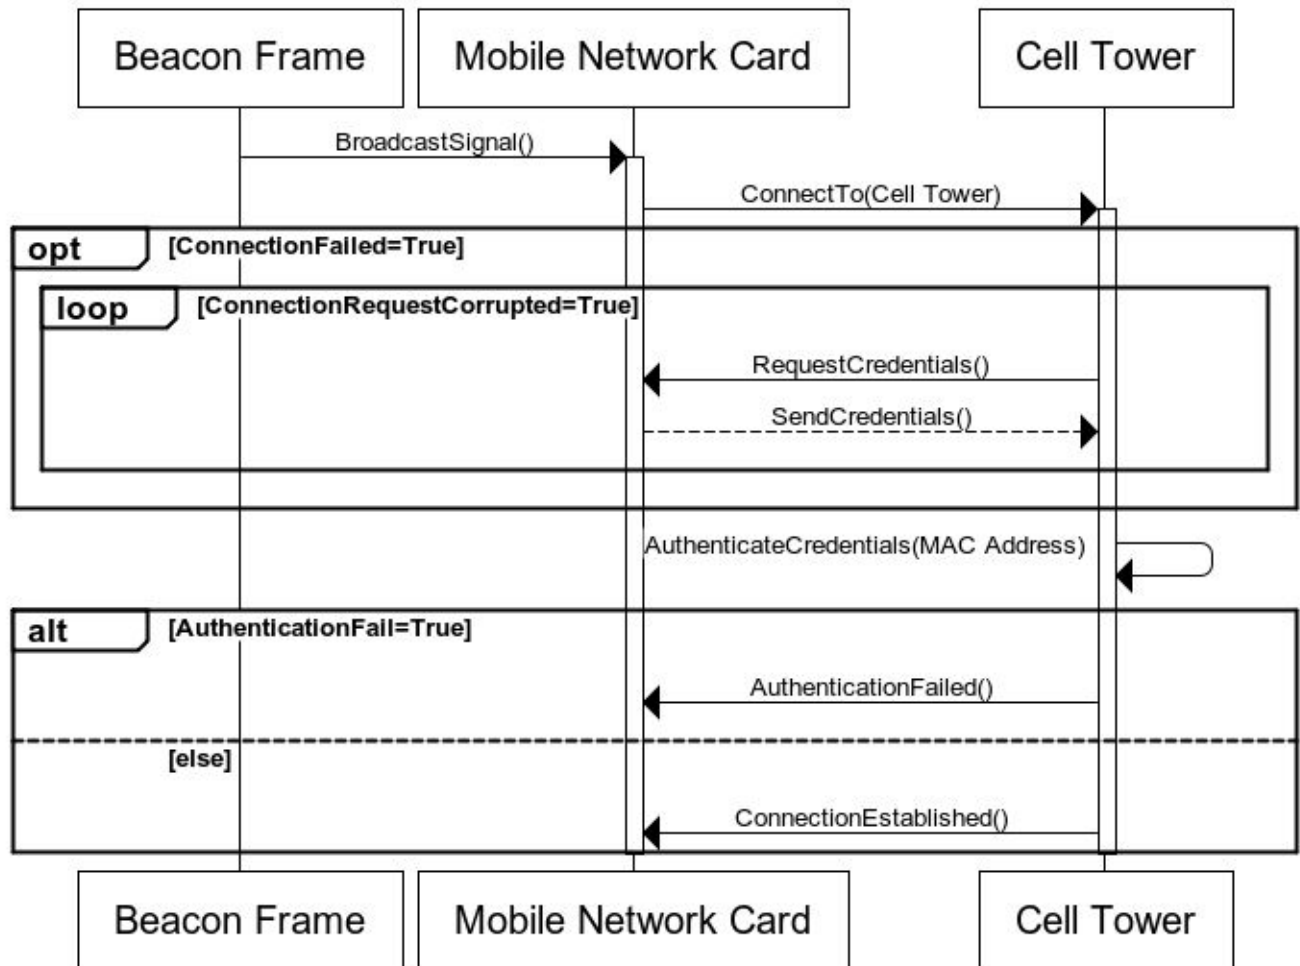 Beacon Frame
Mobile Network Card
Cell Tower
BroadcastSignal()
ConnectTo(Cell Tower)
opt
[ConnectionFailed=True]
loop
[ConnectionRequestCorrupted=True]
RequestCredentials()
SendCredentials()
AuthenticateCredentials(MAC Address)
alt
[AuthenticationFail=True]
AuthenticationFailed()
[else]
ConnectionEstablished()
Beacon Frame
Mobile Network Card
Cell Tower